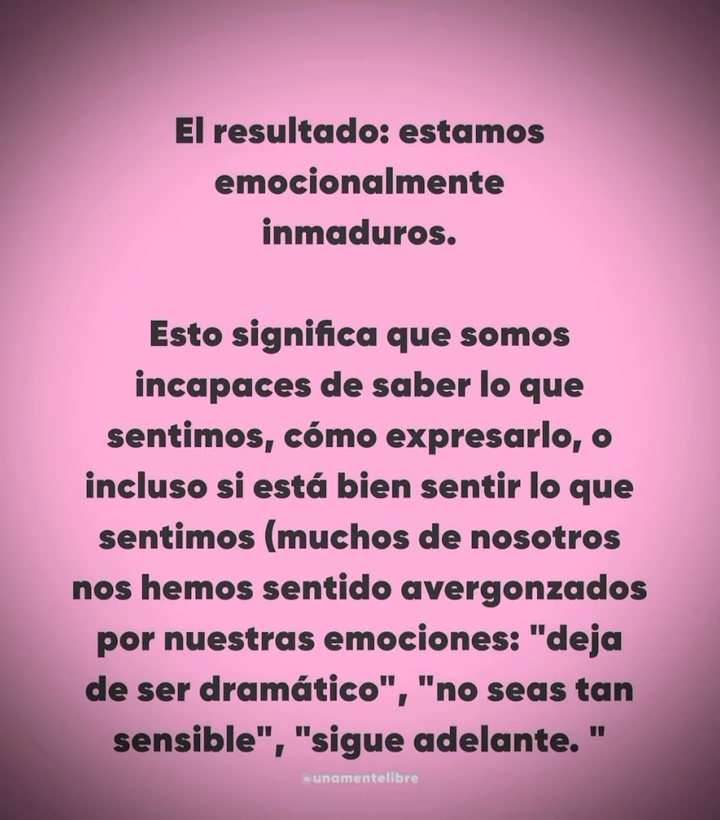 El resultado: estamos
emocionalmente
inmaduros.
Esto significa que somos
incapaces de saber lo que
sentimos, cómo expresarlo, o
incluso si está bien sentir lo que
sentimos (muchos de nosotros
nos hemos sentido avergonzados
por nuestras emociones: "deja
de ser dramático", "no seas tan
sensible", "sigue adelante. "
@unamentelibre